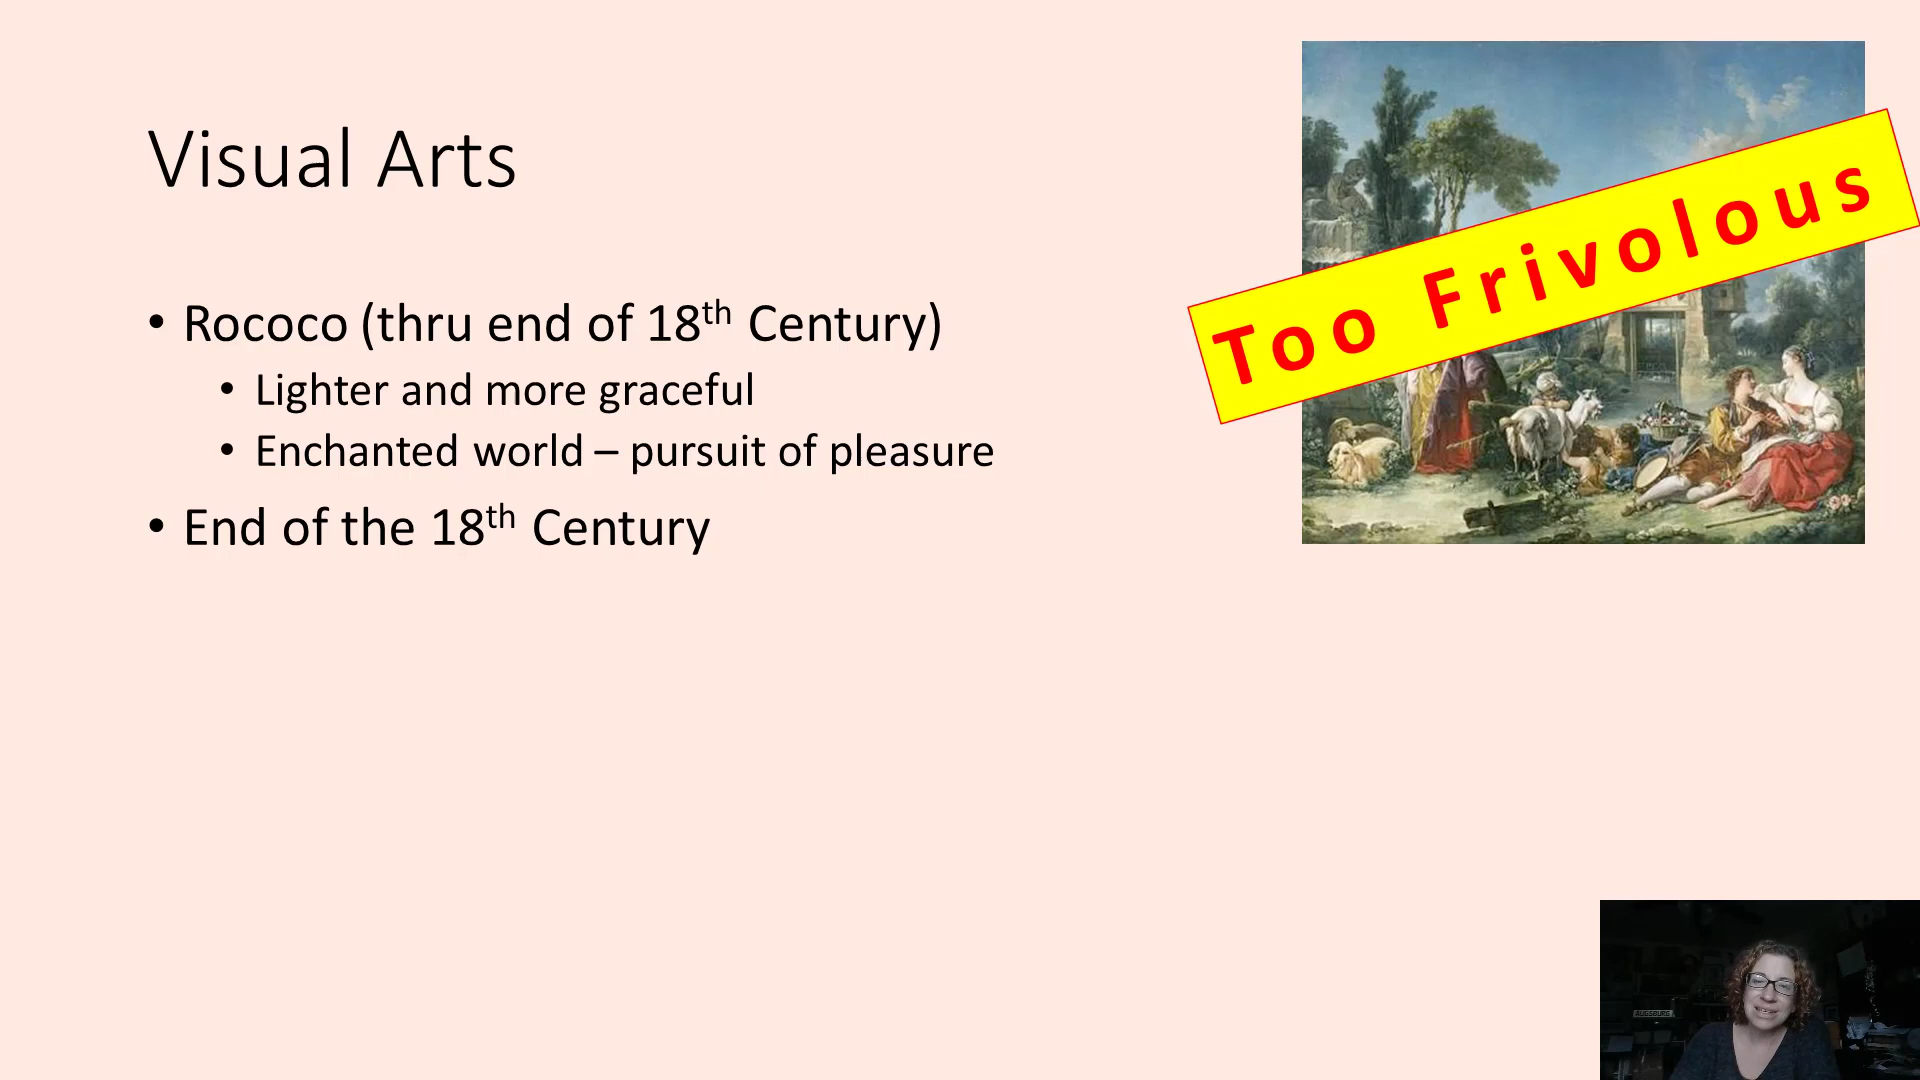 Visual Arts
Too Frivolous
• Rococo (thru end of 18th Century)
• Lighter and more graceful
• Enchanted world – pursuit of pleasure
• End of the 18th Century
AUGSBURG